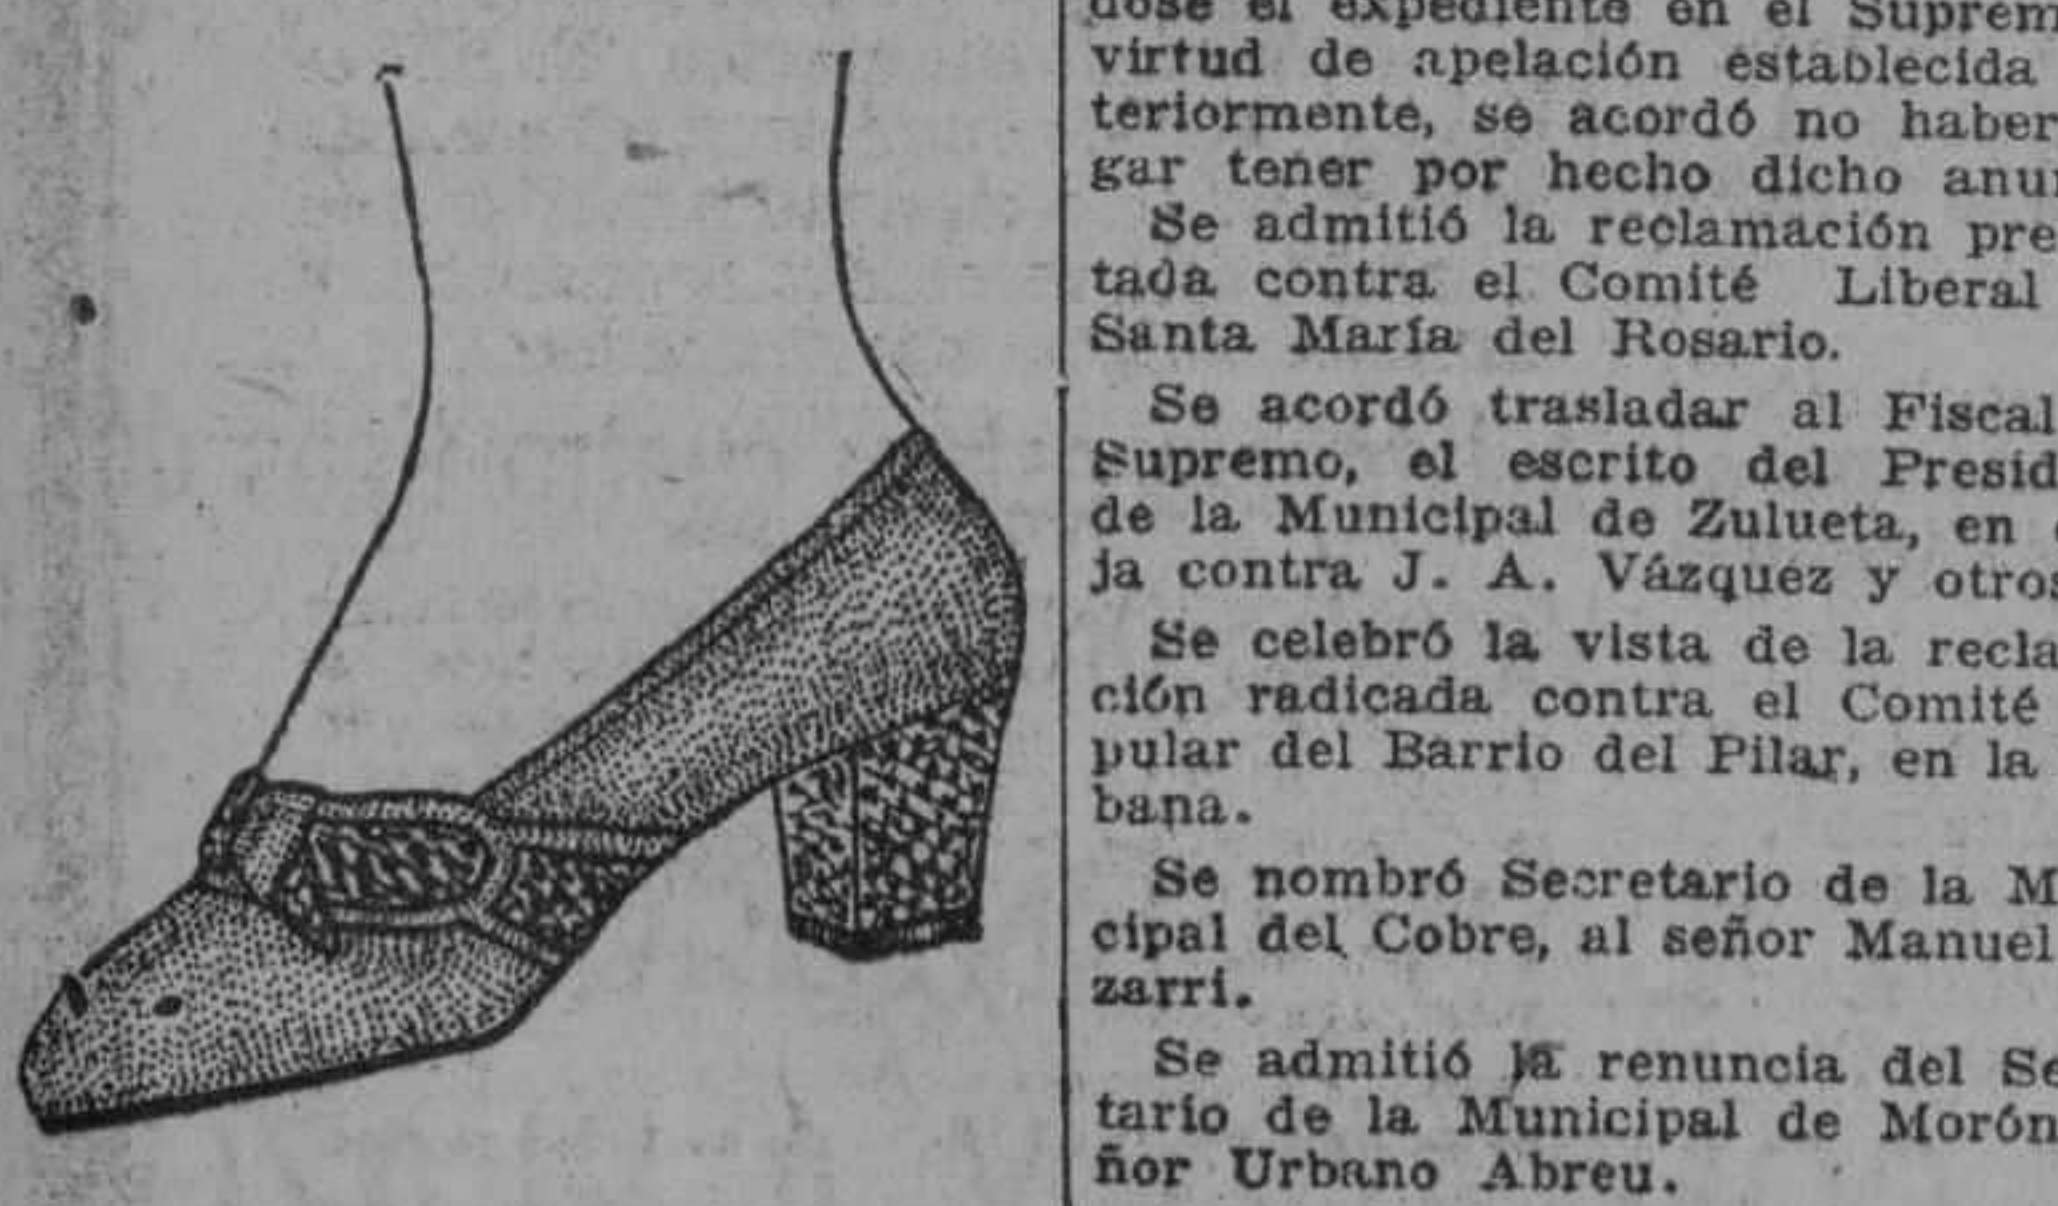 dose el expediente en el Suprem
virtud de apelación establecida
teriormente, se acordó no haber
gar tener por hecho dicho anun
Se admitió la reclamación pre
tada contra el Comité Liberal
Santa María del Rosario.
Se acordó trasladar al Fiscal
Supremo, el escrito del Presid
de la Municipal de Zulueta, en
ja contra J. A. Vázquez y otros
Se celebró la vista de la recla
ción radicada contra el Comité
pular del Barrio del Pilar, en la
bana.
Se nombró Secretario de la M
cipal del Cobre, al señor Manuel
zarri.
Se admitió la renuncia del Se
tario de la Municipal de Morón
ñor Urbano Abreu.